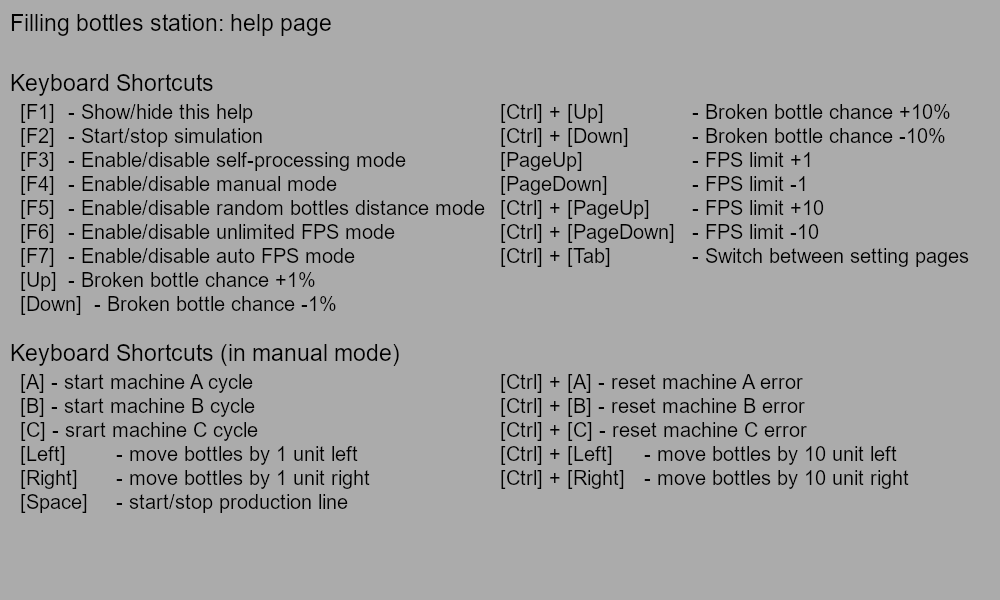 Filling bottles station: help page
Keyboard Shortcuts
[F1] - Show/hide this help
[F2] - Start/stop simulation
[F3] - Enable/disable self-processing mode
[F4] - Enable/disable manual mode
[F5] - Enable/disable random bottles distance mode
[F6] - Enable/disable unlimited FPS mode
[F7] - Enable/disable auto FPS mode
[Up] - Broken bottle chance +1%
[Down] - Broken bottle chance -1%
[Ctrl] + [Up] - Broken bottle chance +10%
[Ctrl] + [Down] - Broken bottle chance -10%
[PageUp] - FPS limit +1
[PageDown] - FPS limit -1
[Ctrl] + [PageUp] - FPS limit +10
[Ctrl] + [PageDown] - FPS limit -10
[Ctrl] + [Tab] - Switch between setting pages
Keyboard Shortcuts (in manual mode)
[A] - start machine A cycle
[B] - start machine B cycle
[C] - srart machine C cycle
[Left] - move bottles by 1 unit left
[Right] - move bottles by 1 unit right
[Space] - start/stop production line
[Ctrl] + [A] - reset machine A error
[Ctrl] + [B] - reset machine B error
[Ctrl] + [C] - reset machine C error
[Ctrl] + [Left] - move bottles by 10 unit left
[Ctrl] + [Right] - move bottles by 10 unit right